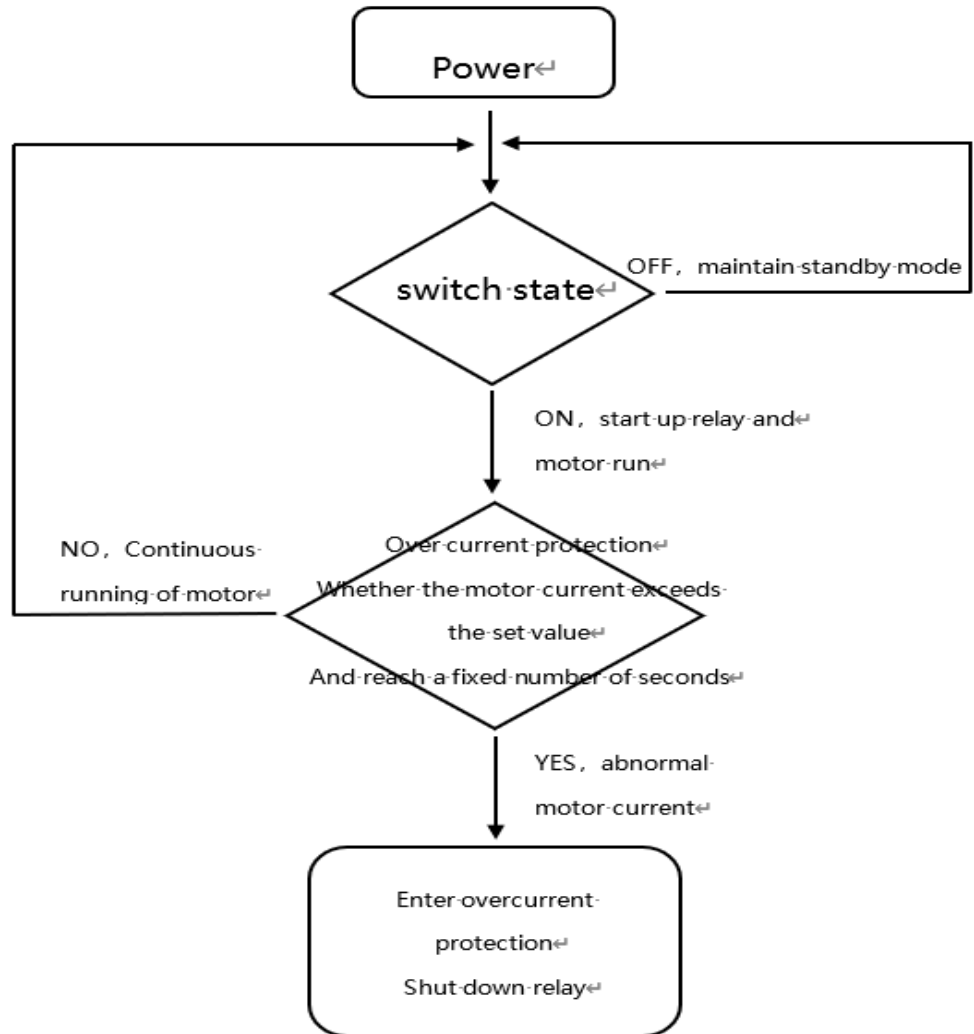 Power
switch state
OFF，maintain standby mode
ON，start up relay and
motor run
NO，Continuous
running of motor
Over current protection
Whether the motor current exceeds
the set value
And reach a fixed number of seconds
YES，abnormal
motor current
Enter overcurrent
protection
Shut down relay